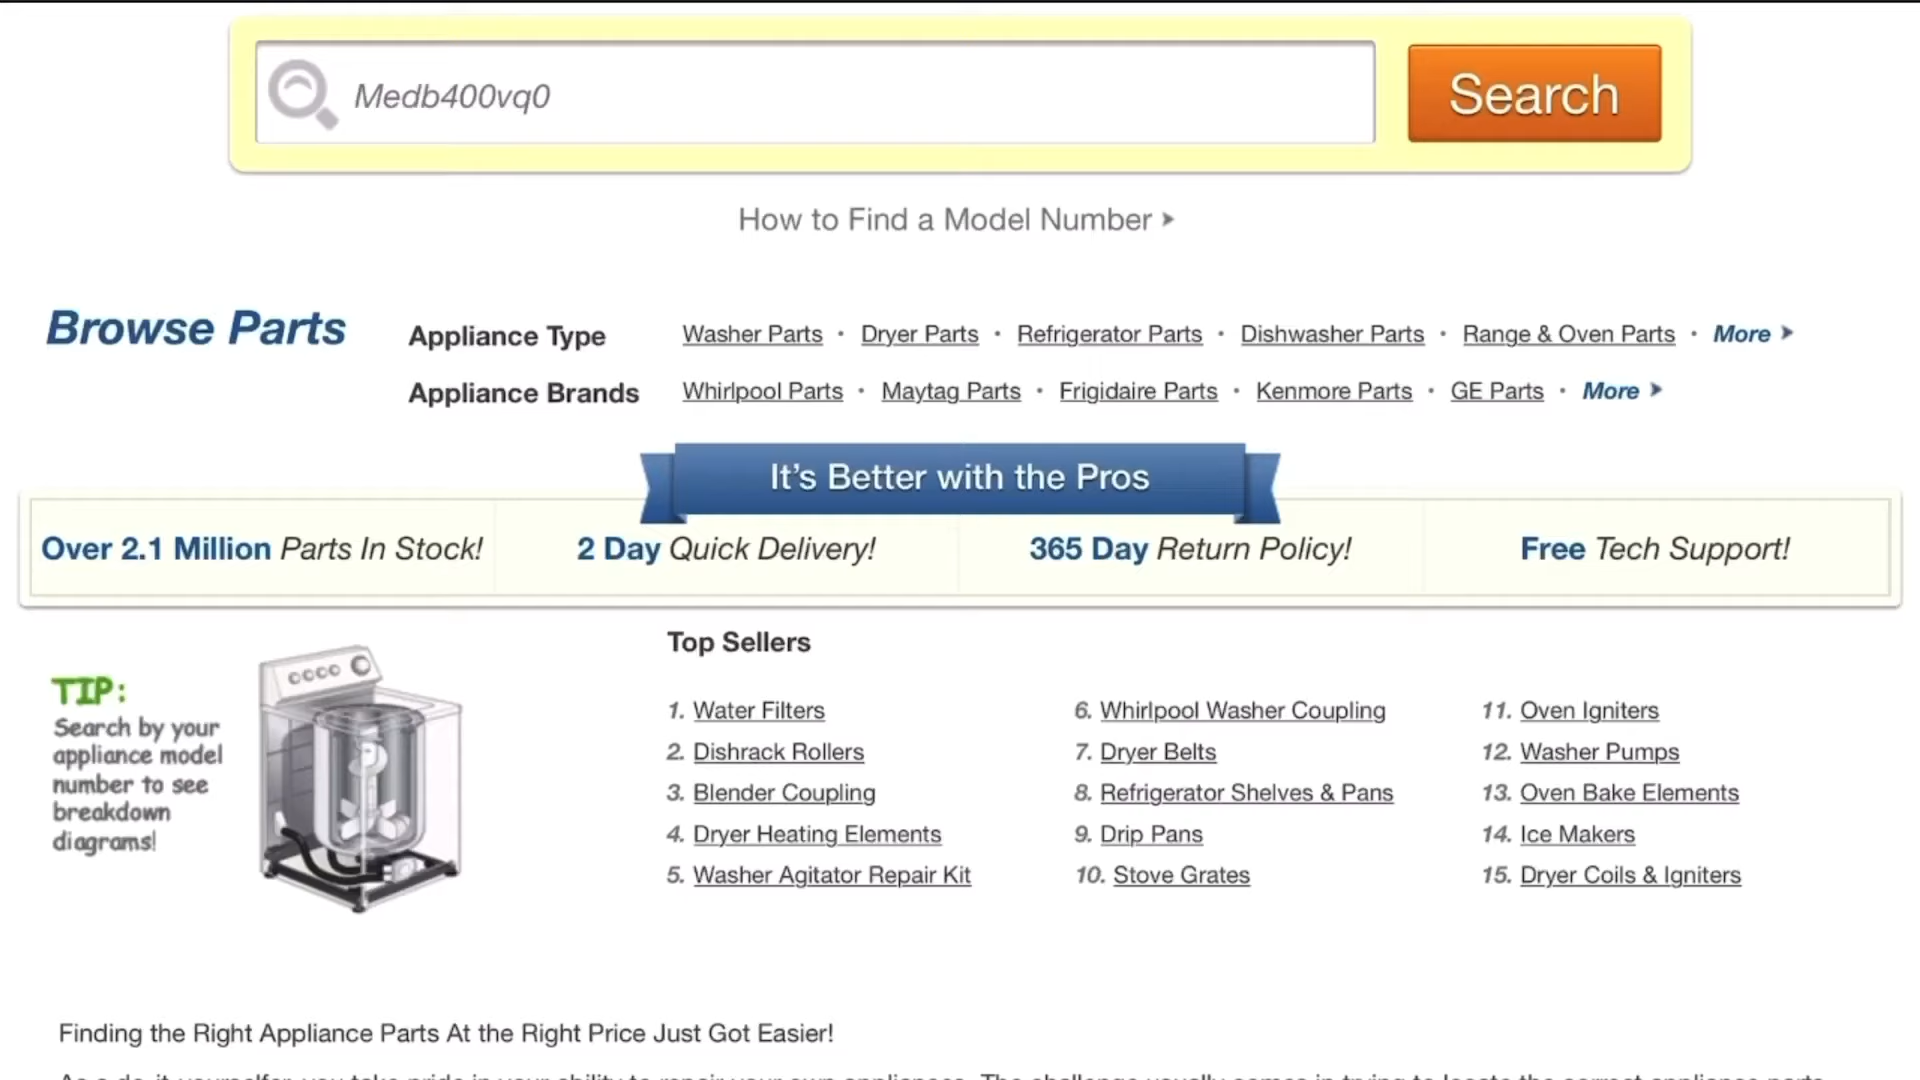 Medb400vq0
Search
How to Find a Model Number
Browse Parts
Appliance Type
Washer Parts • Dryer Parts • Refrigerator Parts • Dishwasher Parts • Range & Oven Parts • More
Appliance Brands
Whirlpool Parts • Maytag Parts • Frigidaire Parts • Kenmore Parts • GE Parts • More
It's Better with the Pros
Over 2.1 Million Parts In Stock!
2 Day Quick Delivery!
365 Day Return Policy!
Free Tech Support!
TIP:
Search by your
appliance model
number to see
breakdown
diagrams!
Top Sellers
1. Water Filters
2. Dishrack Rollers
3. Blender Coupling
4. Dryer Heating Elements
5. Washer Agitator Repair Kit
6. Whirlpool Washer Coupling
7. Dryer Belts
8. Refrigerator Shelves & Pans
9. Drip Pans
10. Stove Grates
11. Oven Igniters
12. Washer Pumps
13. Oven Bake Elements
14. Ice Makers
15. Dryer Coils & Igniters
Finding the Right Appliance Parts At the Right Price Just Got Easier!